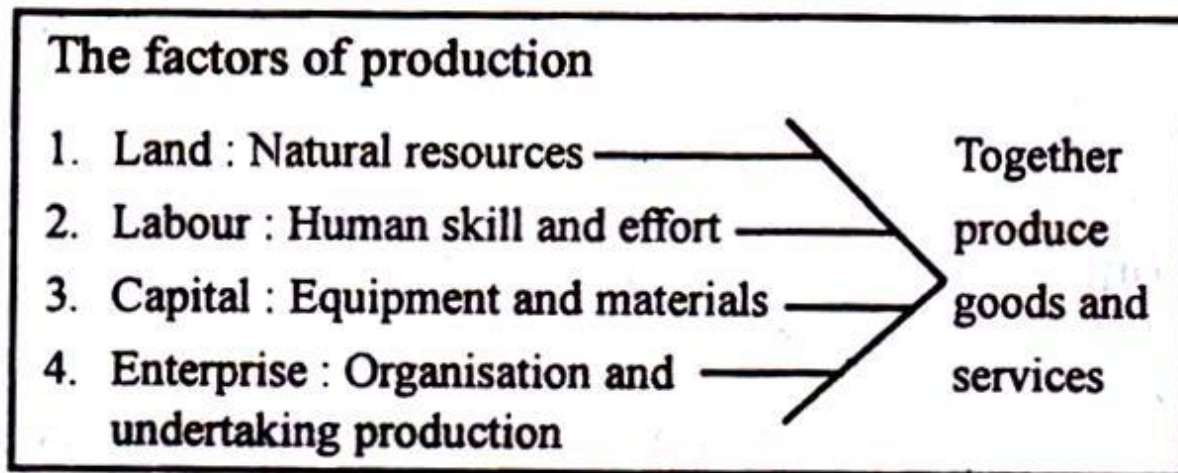 The factors of production
1. Land : Natural resources
2. Labour : Human skill and effort
3. Capital : Equipment and materials
4. Enterprise : Organisation and
undertaking production
Together
produce
goods and
services